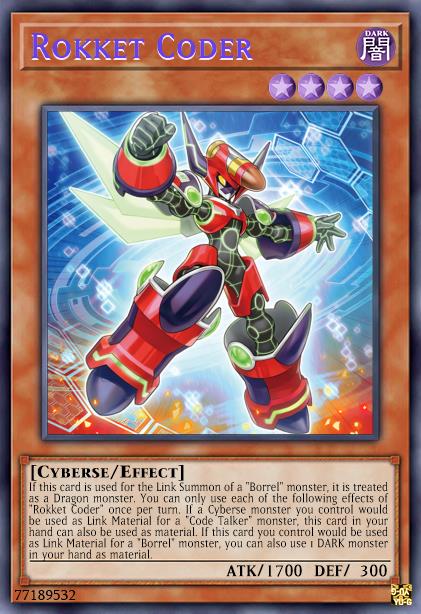 ROKKET CODER
DARK
闇
[CYBERSE/EFFECT]
If this card is used for the Link Summon of a "Borrel" monster, it is treated
as a Dragon monster. You can only use each of the following effects of
"Rokket Coder" once per turn. If a Cyberse monster you control would
be used as Link Material for a "Code Talker" monster, this card in your
hand can also be used as material. If this card you control would be used
as Link Material for a "Borrel" monster, you can also use 1 DARK monster
in your hand as material.
ATK/1700 DEF/ 300
77189532